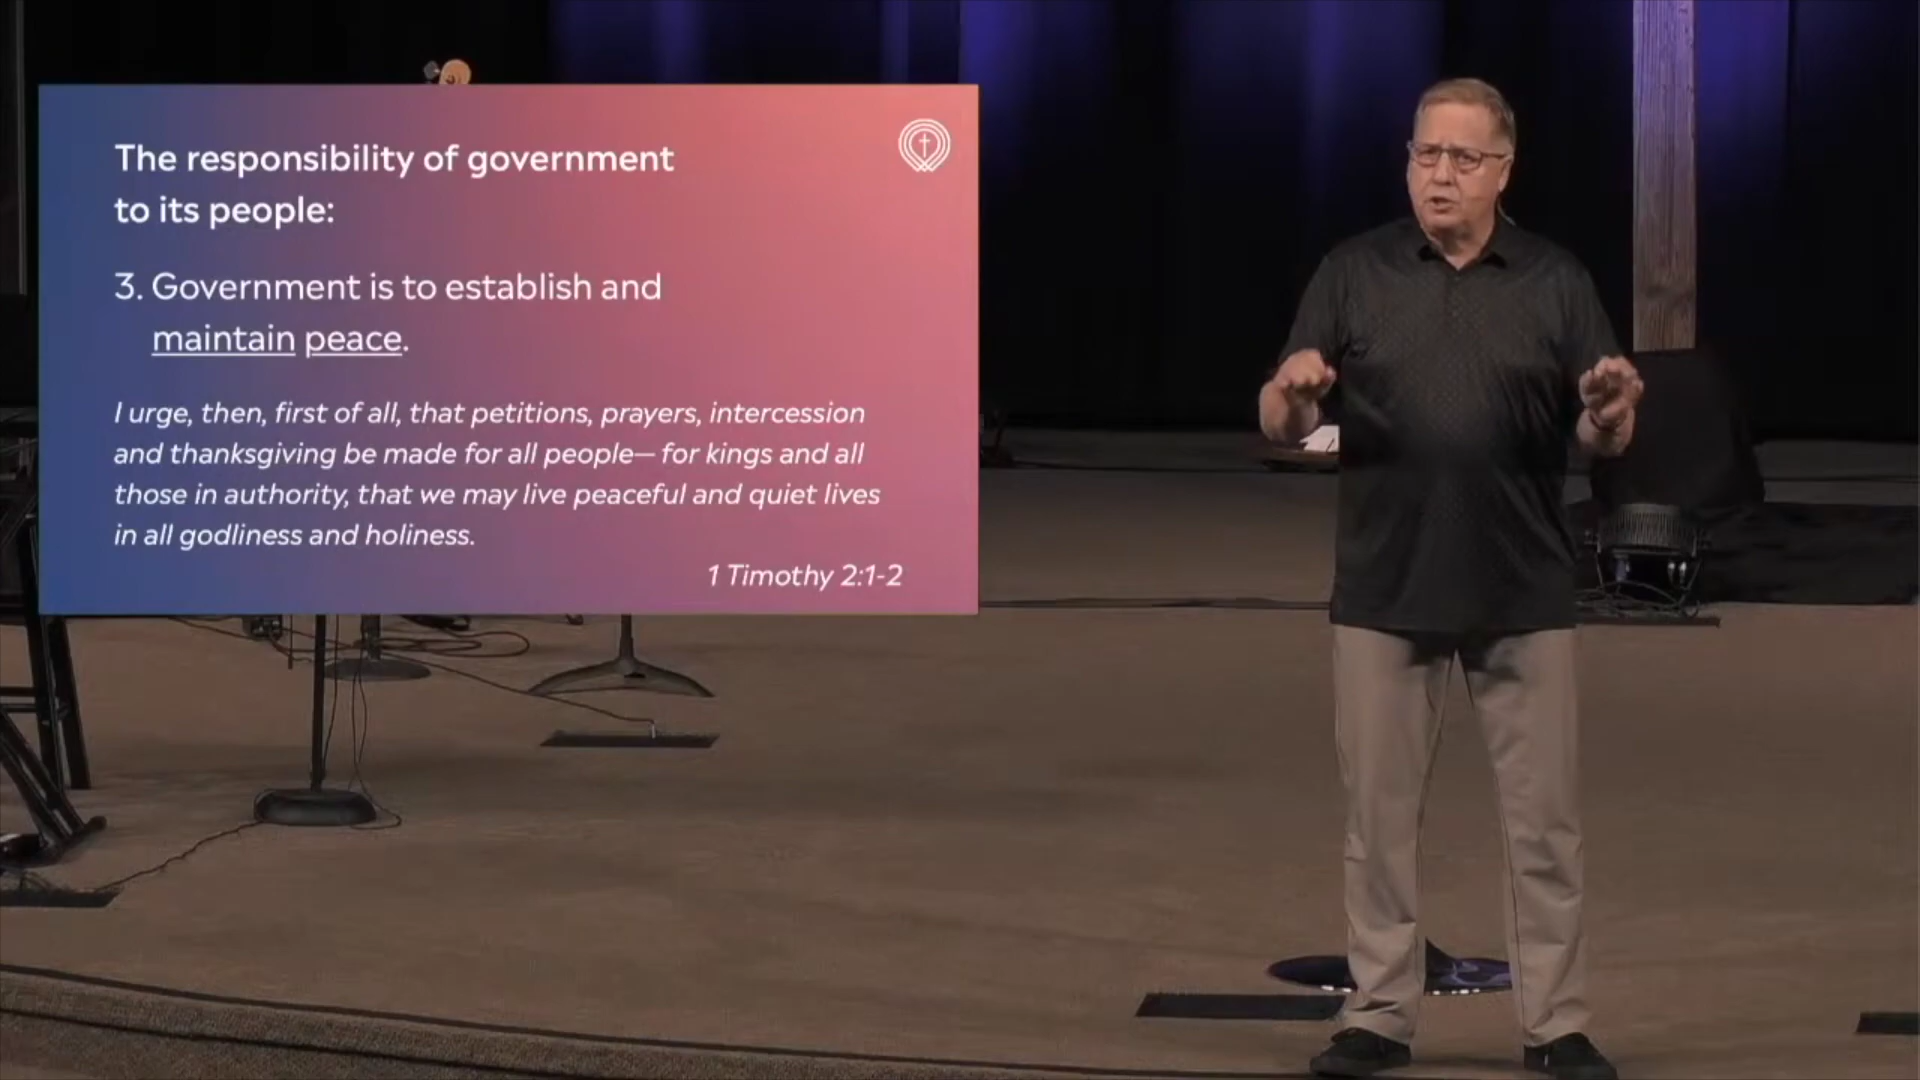 The responsibility of government
to its people:
3. Government is to establish and
maintain peace.
I urge, then, first of all, that petitions, prayers, intercession
and thanksgiving be made for all people— for kings and all
those in authority, that we may live peaceful and quiet lives
in all godliness and holiness.
1 Timothy 2:1-2